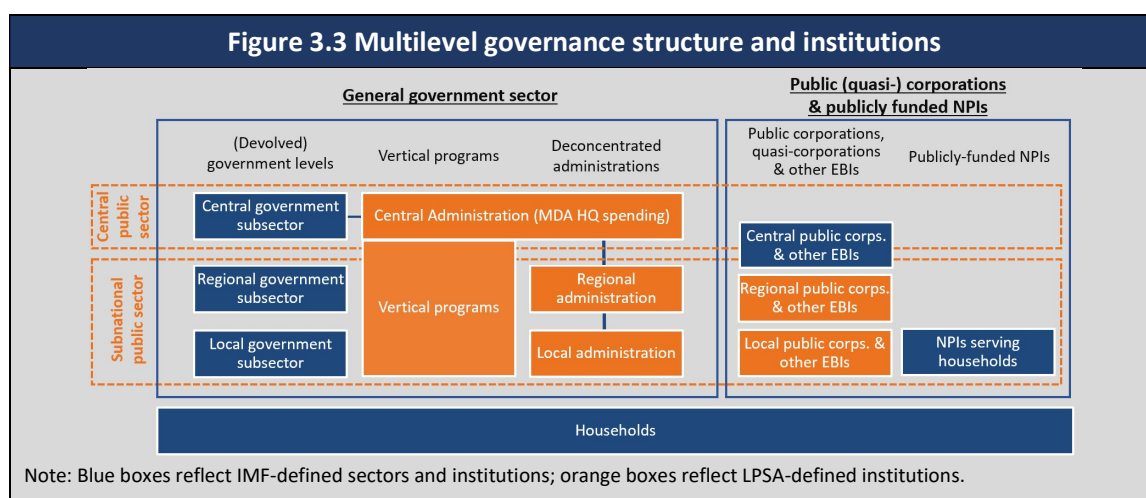 Figure 3.3 Multilevel governance structure and institutions
General government sector
Public (quasi-) corporations
& publicly funded NPIs
(Devolved)
government levels
Vertical programs
Deconcentrated
administrations
Public corporations,
quasi-corporations
& other EBIs
Publicly-funded NPIs
Central
public
sector
Central government
subsector
Central Administration (MDA HQ spending)
Central public corps.
& other EBIs
Subnational
public sector
Regional government
subsector
Vertical programs
Regional
administration
Regional public corps.
& other EBIs
Local government
subsector
Local administration
Local public corps. &
other EBIs
NPIs serving
households
Households
Note: Blue boxes reflect IMF-defined sectors and institutions; orange boxes reflect LPSA-defined institutions.